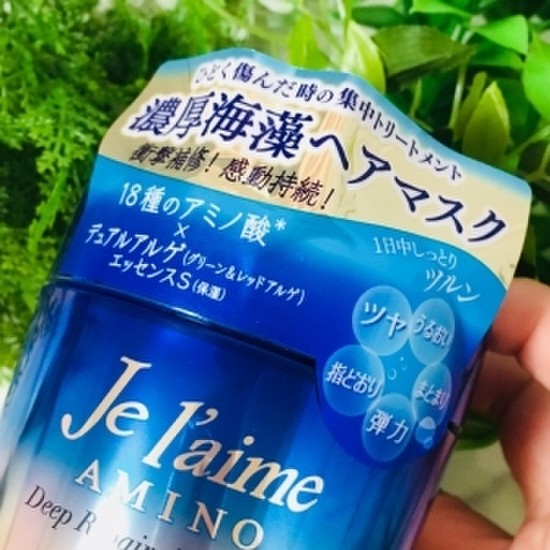 ひどく傷んだ時の集中トリートメント
濃厚海藻ヘアマスク
衝撃補修！感動持続！
18種のアミノ酸*
×
デュアルアルゲ(グリーン&レッドアルゲ)
エッセンスS(保湿)
1日中しっとり
ツルン
ツヤ
うるおい
指どおり
まとまり
弾力
Je l'aime
AMINO
Deep Repair